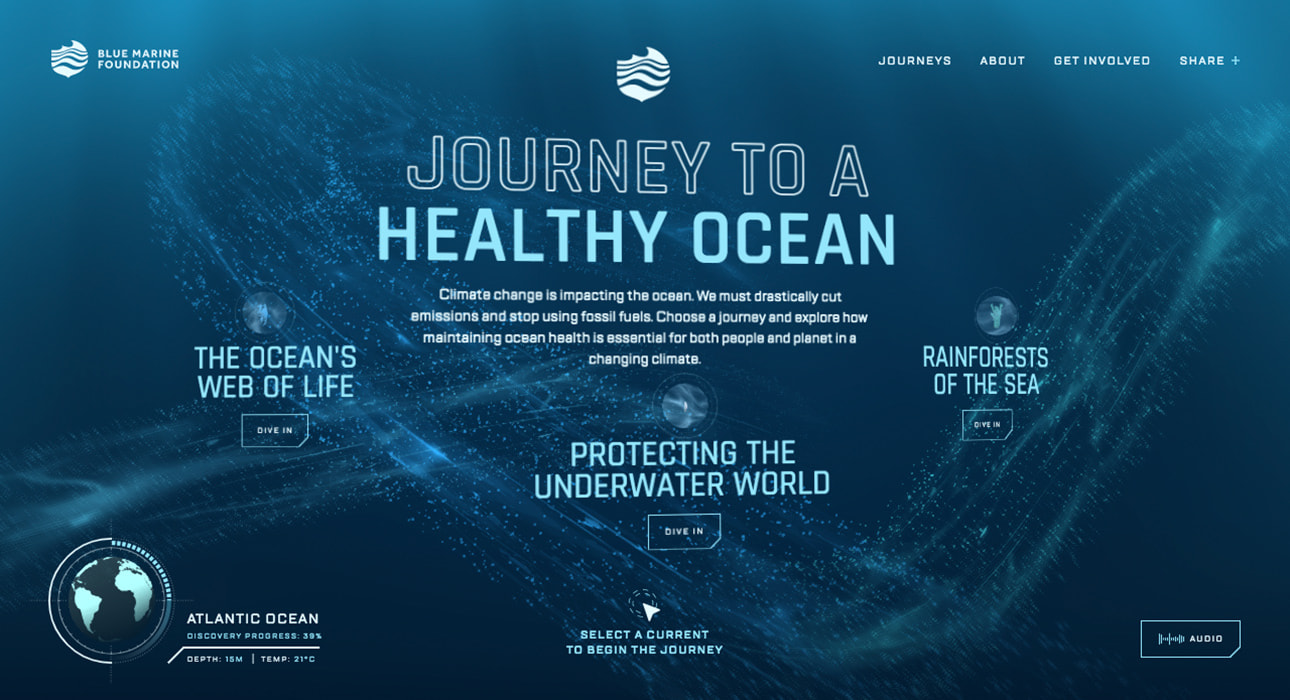 BLUE MARINE
FOUNDATION
JOURNEYS
ABOUT
GET INVOLVED
SHARE +
JOURNEY TO A
HEALTHY OCEAN
Climate change is impacting the ocean. We must drastically cut
emissions and stop using fossil fuels. Choose a journey and explore how
maintaining ocean health is essential for both people and planet in a
changing climate.
THE OCEAN'S
WEB OF LIFE
DIVE IN
RAINFORESTS
OF THE SEA
DIVE IN
PROTECTING THE
UNDERWATER WORLD
DIVE IN
ATLANTIC OCEAN
DISCOVERY PROGRESS: 39%
DEPTH: 15M | TEMP: 21°C
SELECT A CURRENT
TO BEGIN THE JOURNEY
AUDIO